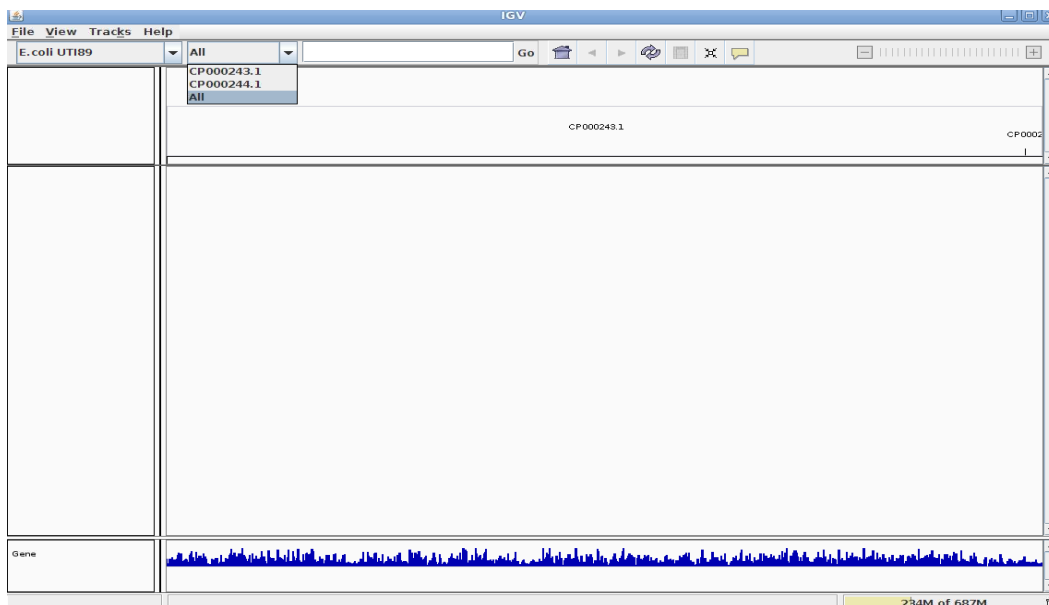 IGV
File View Tracks Help
E.coli UTI89 All Go
CP000243.1
CP000244.1
All
CP000243.1
CP0002
Gene
234M of 687M